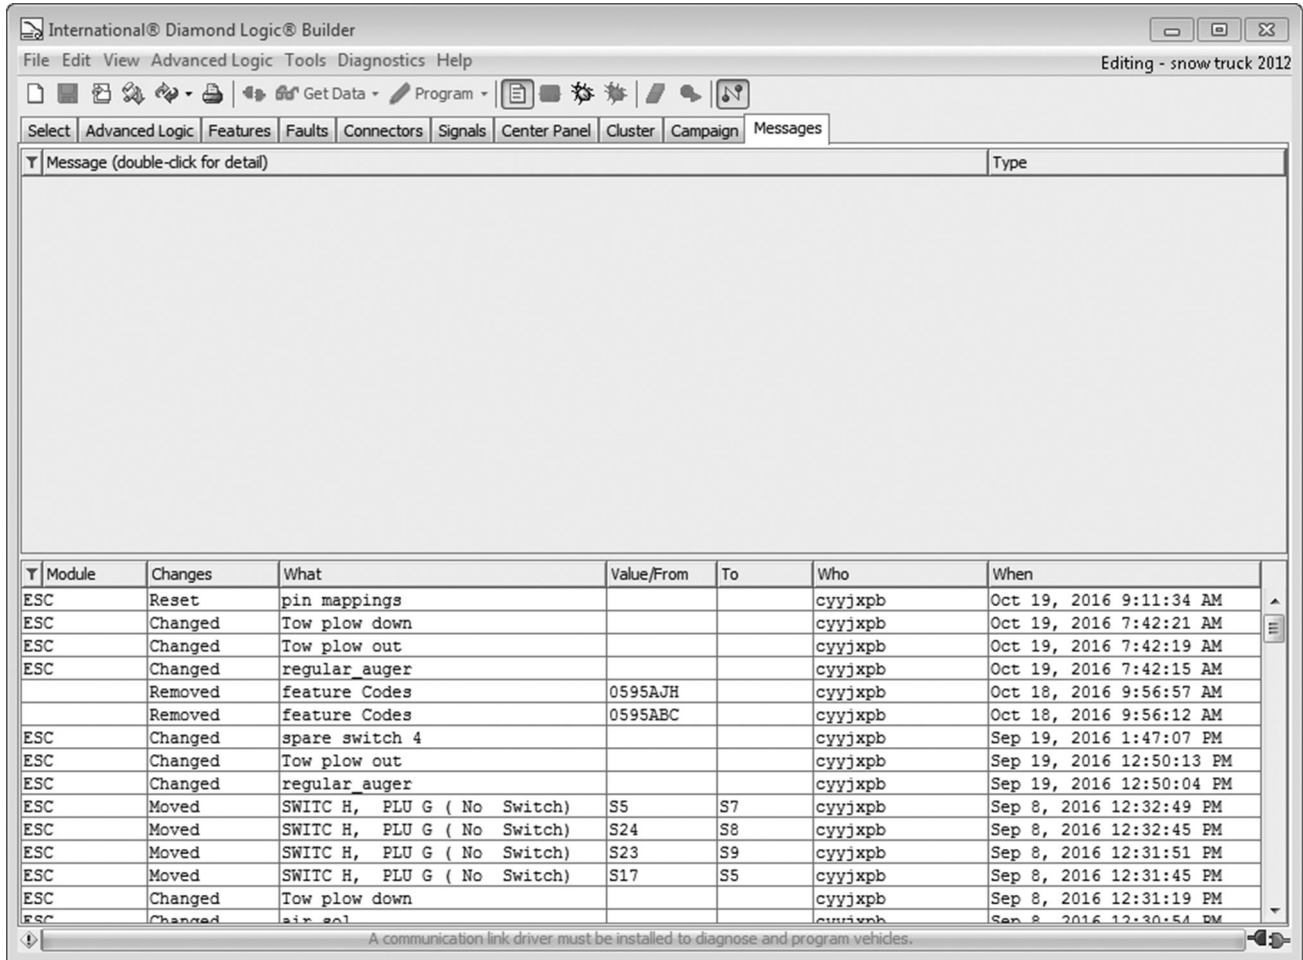 International® Diamond Logic® Builder
File Edit View Advanced Logic Tools Diagnostics Help
Editing - snow truck 2012
Get Data Program
Select Advanced Logic Features Faults Connectors Signals Center Panel Cluster Campaign Messages
Message (double-click for detail) Type
Module Changes What Value/From To Who When
ESC Reset pin mappings cyyjxpb Oct 19, 2016 9:11:34 AM
ESC Changed Tow plow down cyyjxpb Oct 19, 2016 7:42:21 AM
ESC Changed Tow plow out cyyjxpb Oct 19, 2016 7:42:19 AM
ESC Changed regular_auger cyyjxpb Oct 19, 2016 7:42:15 AM
Removed feature Codes 0595AJH cyyjxpb Oct 18, 2016 9:56:57 AM
Removed feature Codes 0595ABC cyyjxpb Oct 18, 2016 9:56:12 AM
ESC Changed spare switch 4 cyyjxpb Sep 19, 2016 1:47:07 PM
ESC Changed Tow plow out cyyjxpb Sep 19, 2016 12:50:13 PM
ESC Changed regular_auger cyyjxpb Sep 19, 2016 12:50:04 PM
ESC Moved SWITC H, PLU G ( No Switch) S5 S7 cyyjxpb Sep 8, 2016 12:32:49 PM
ESC Moved SWITC H, PLU G ( No Switch) S24 S8 cyyjxpb Sep 8, 2016 12:32:45 PM
ESC Moved SWITC H, PLU G ( No Switch) S23 S9 cyyjxpb Sep 8, 2016 12:31:51 PM
ESC Moved SWITC H, PLU G ( No Switch) S17 S5 cyyjxpb Sep 8, 2016 12:31:45 PM
ESC Changed Tow plow down cyyjxpb Sep 8, 2016 12:31:19 PM
ESC Changed air sol cyyjxpb Sep 8, 2016 12:30:54 PM
A communication link driver must be installed to diagnose and program vehicles.